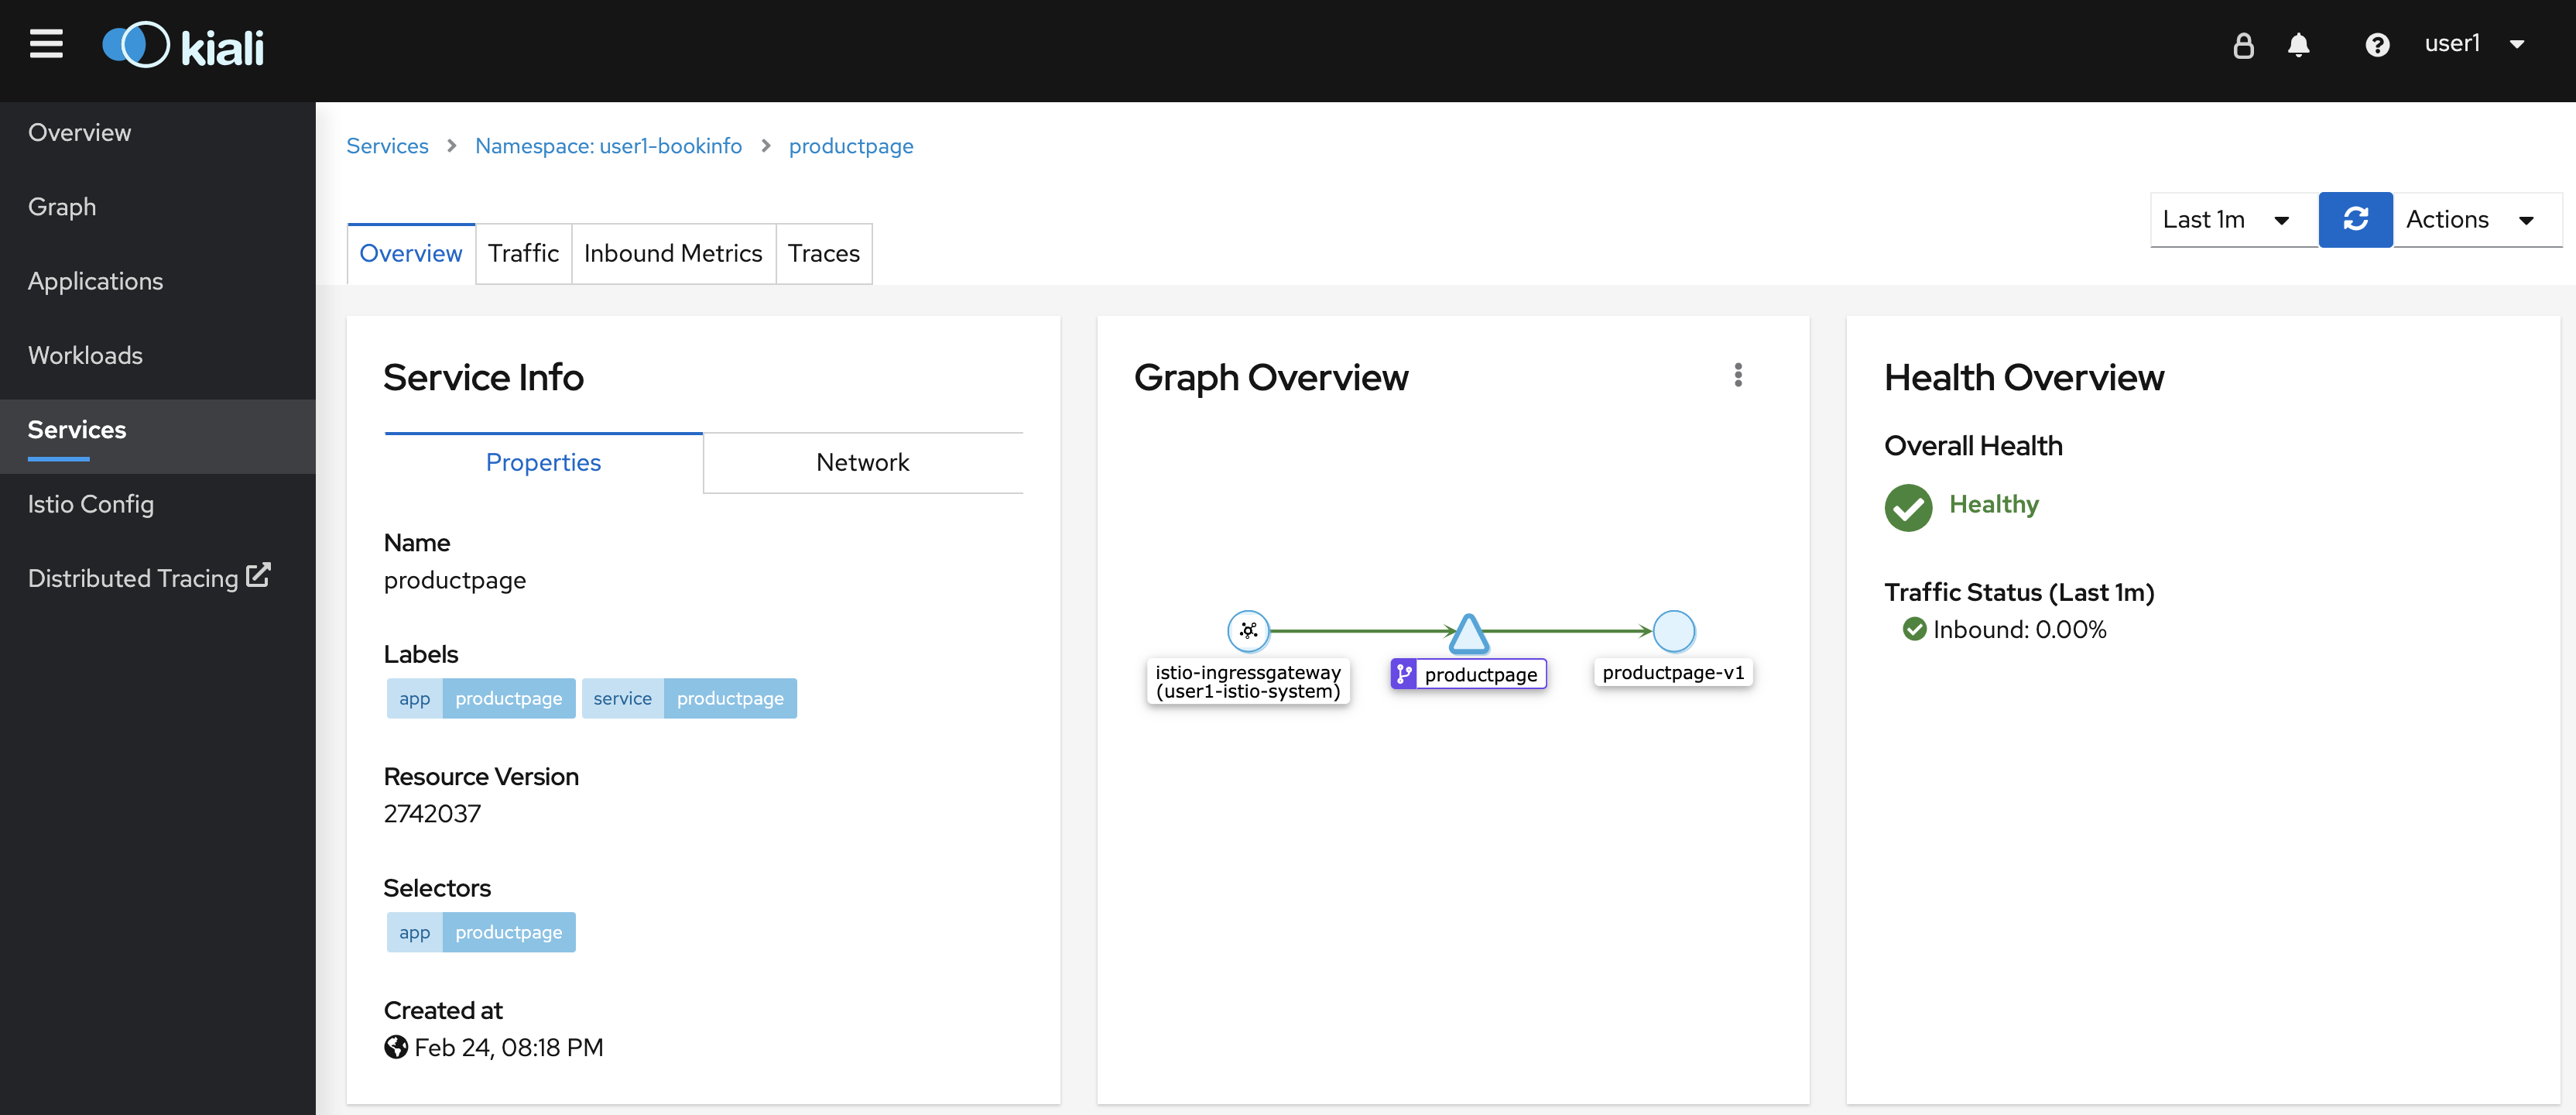 kiali
user1
Overview
Graph
Applications
Workloads
Services
Istio Config
Distributed Tracing
Services > Namespace: user1-bookinfo > productpage
Last 1m
Actions
Overview Traffic Inbound Metrics Traces
Service Info
Properties Network
Name
productpage
Labels
app productpage service productpage
Resource Version
2742037
Selectors
app productpage
Created at
Feb 24, 08:18 PM
Graph Overview
istio-ingressgateway
(user1-istio-system)
productpage
productpage-v1
Health Overview
Overall Health
Healthy
Traffic Status (Last 1m)
Inbound: 0.00%